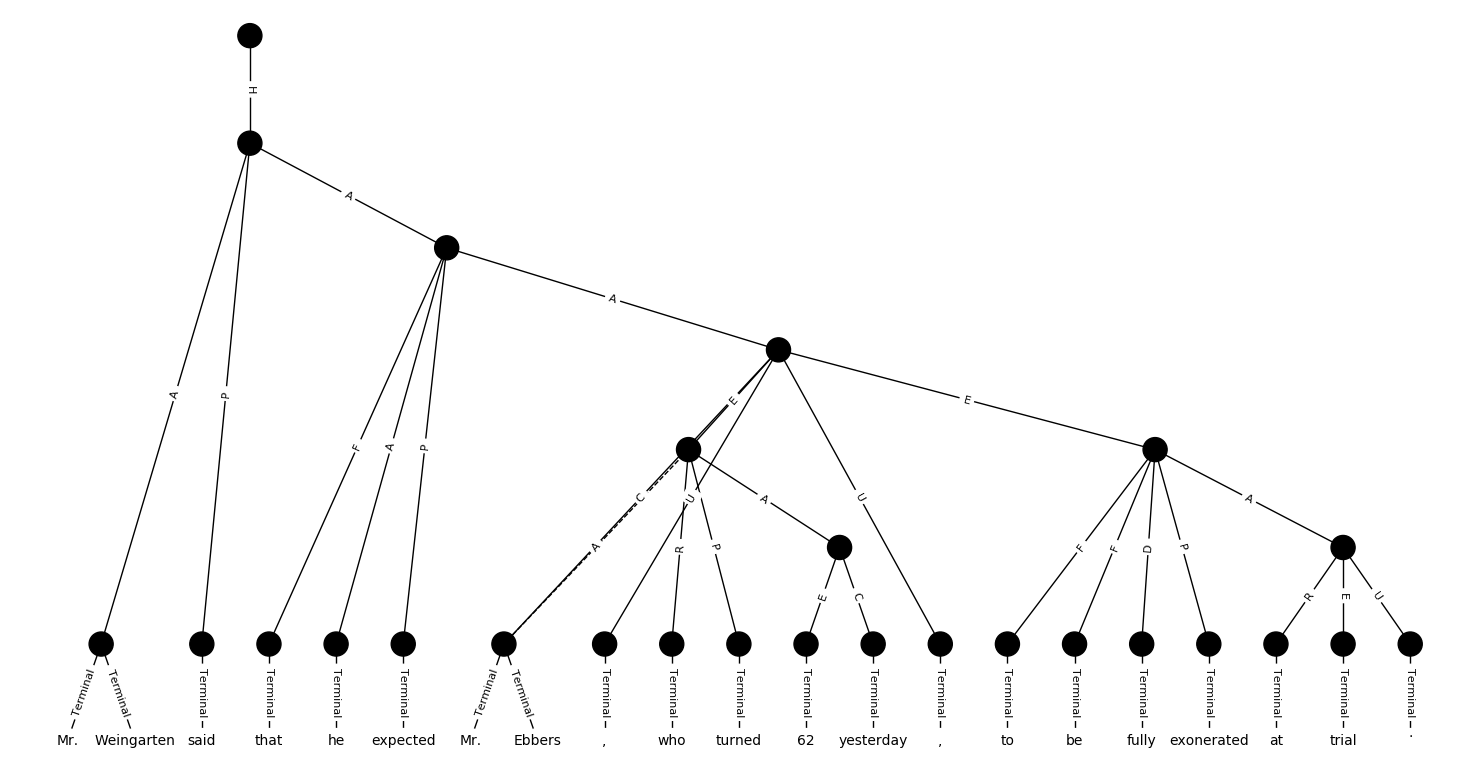 H
A
A
P
A
F
A
P
E
E
C
U
A
U
A
R
P
F
F
D
P
A
E
C
R
E
U
Terminal Terminal Terminal Terminal Terminal Terminal Terminal Terminal Terminal Terminal Terminal Terminal Terminal Terminal Terminal Terminal Terminal Terminal Terminal Terminal Terminal
Mr. Weingarten said that he expected Mr. Ebbers , who turned 62 yesterday , to be fully exonerated at trial .